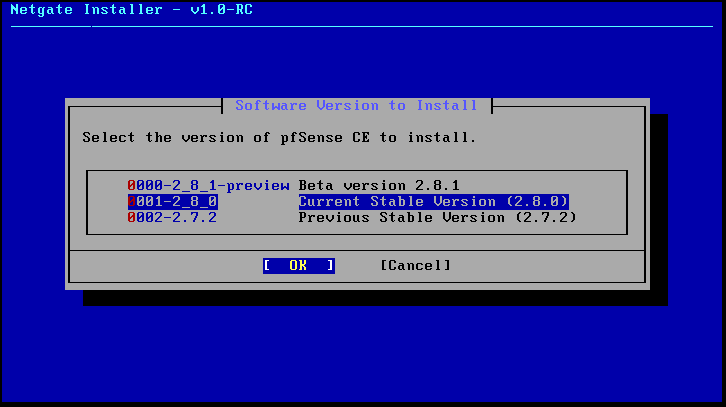 Netgate Installer - v1.0-RC
Software Version to Install
Select the version of pfSense CE to install.
0000-2_8_1-preview Beta version 2.8.1
0001-2_8_0 Current Stable Version (2.8.0)
0002-2.7.2 Previous Stable Version (2.7.2)
[ OK ] [Cancel]